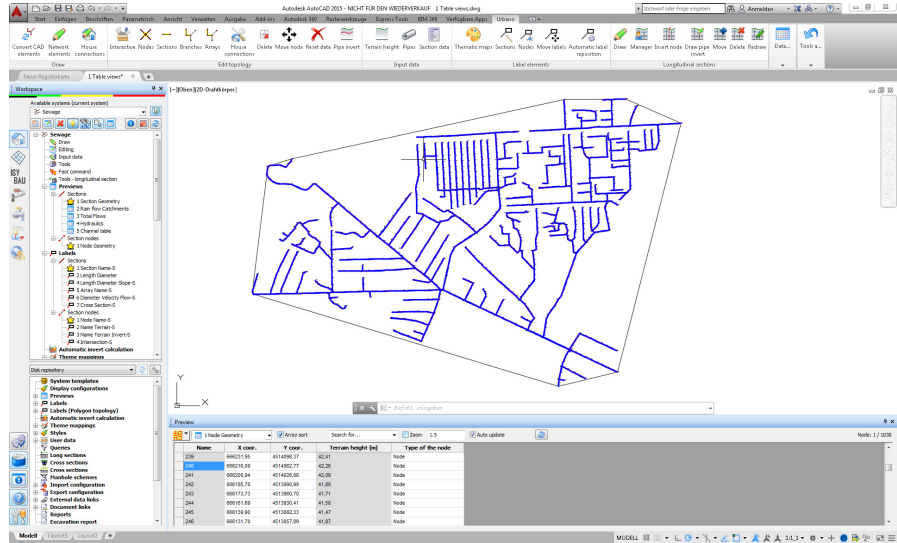 Autodesk AutoCAD 2015 - NICHT FÜR DEN WIEDERVERKAUF 1 Table views.dwg
Stichwort oder Frage eingeben
Anmelden
Start Einfügen Beschriften Parametrisch Ansicht Verwalten Ausgabe Add-ins Autodesk 360 Rasterwerkzeuge Express Tools BIM 360 Verfügbare Apps Urbano
Convert CAD elements
Network elements
House connections
Interactive Nodes Sections Branches Arrays House connections Delete Move node Reset data Pipe invert
Terrain height Pipes Section data
Thematic maps Sections Nodes Move labels Automatic label reposition
Draw Manager Insert node Draw pipe invert Move Delete Redraw
Data...
Tools a...
Draw Edit topology Input data Label elements Longitudinal sections
Neue Registerkarte 1 Table views*
Workspace
Available systems (current system)
Sewage
Sewage
Draw
Editing
Input data
Tools
Fast command
Tools - longitudinal section
Previews
Sections
1 Section Geometry
2 Rain flow Catchments
3 Total Flows
4 Hydraulics
5 Channel table
Section nodes
1 Node Geometry
Labels
Sections
1 Section Name-S
2 Length Diameter
4 Length Diameter Slope-S
5 Array Name-S
6 Diameter Velocity Flow-S
7 Cross Section-S
Section nodes
1 Node Name-S
2 Name Terrain-S
3 Name Terrain Invert-S
4 Intersection-S
Automatic invert calculation
Theme mappings
Disk repository
System templates
Display configurations
Previews
Labels
Labels (Polygon topology)
Automatic invert calculation
Theme mappings
Styles
User data
Queries
Long sections
Cross sections
Cross sections
Manhole schemes
Import configuration
Export configuration
External data links
Document links
Reports
Excavation report
ISY
BAU
[–][Oben][2D-Drahtkörper]
Y
X
Befehl eingeben
Preview
1 Node Geometry Array sort Search for... Zoom 1.5 Auto update Node: 1 / 1038
Name X coor. Y coor. Terrain height [m] Type of the node
239 666231,95 4514098,37 42,41 Node
240 666216,09 4514062,77 42,26 Node
241 666200,94 4514026,66 42,09 Node
242 666185,78 4513990,99 41,88 Node
243 666173,73 4513960,70 41,71 Node
244 666161,69 4513930,41 41,58 Node
245 666139,90 4513882,33 41,47 Node
246 666131,70 4513857,89 41,87 Node
Modell Layout1 Layout2
MODELL
1:1_1